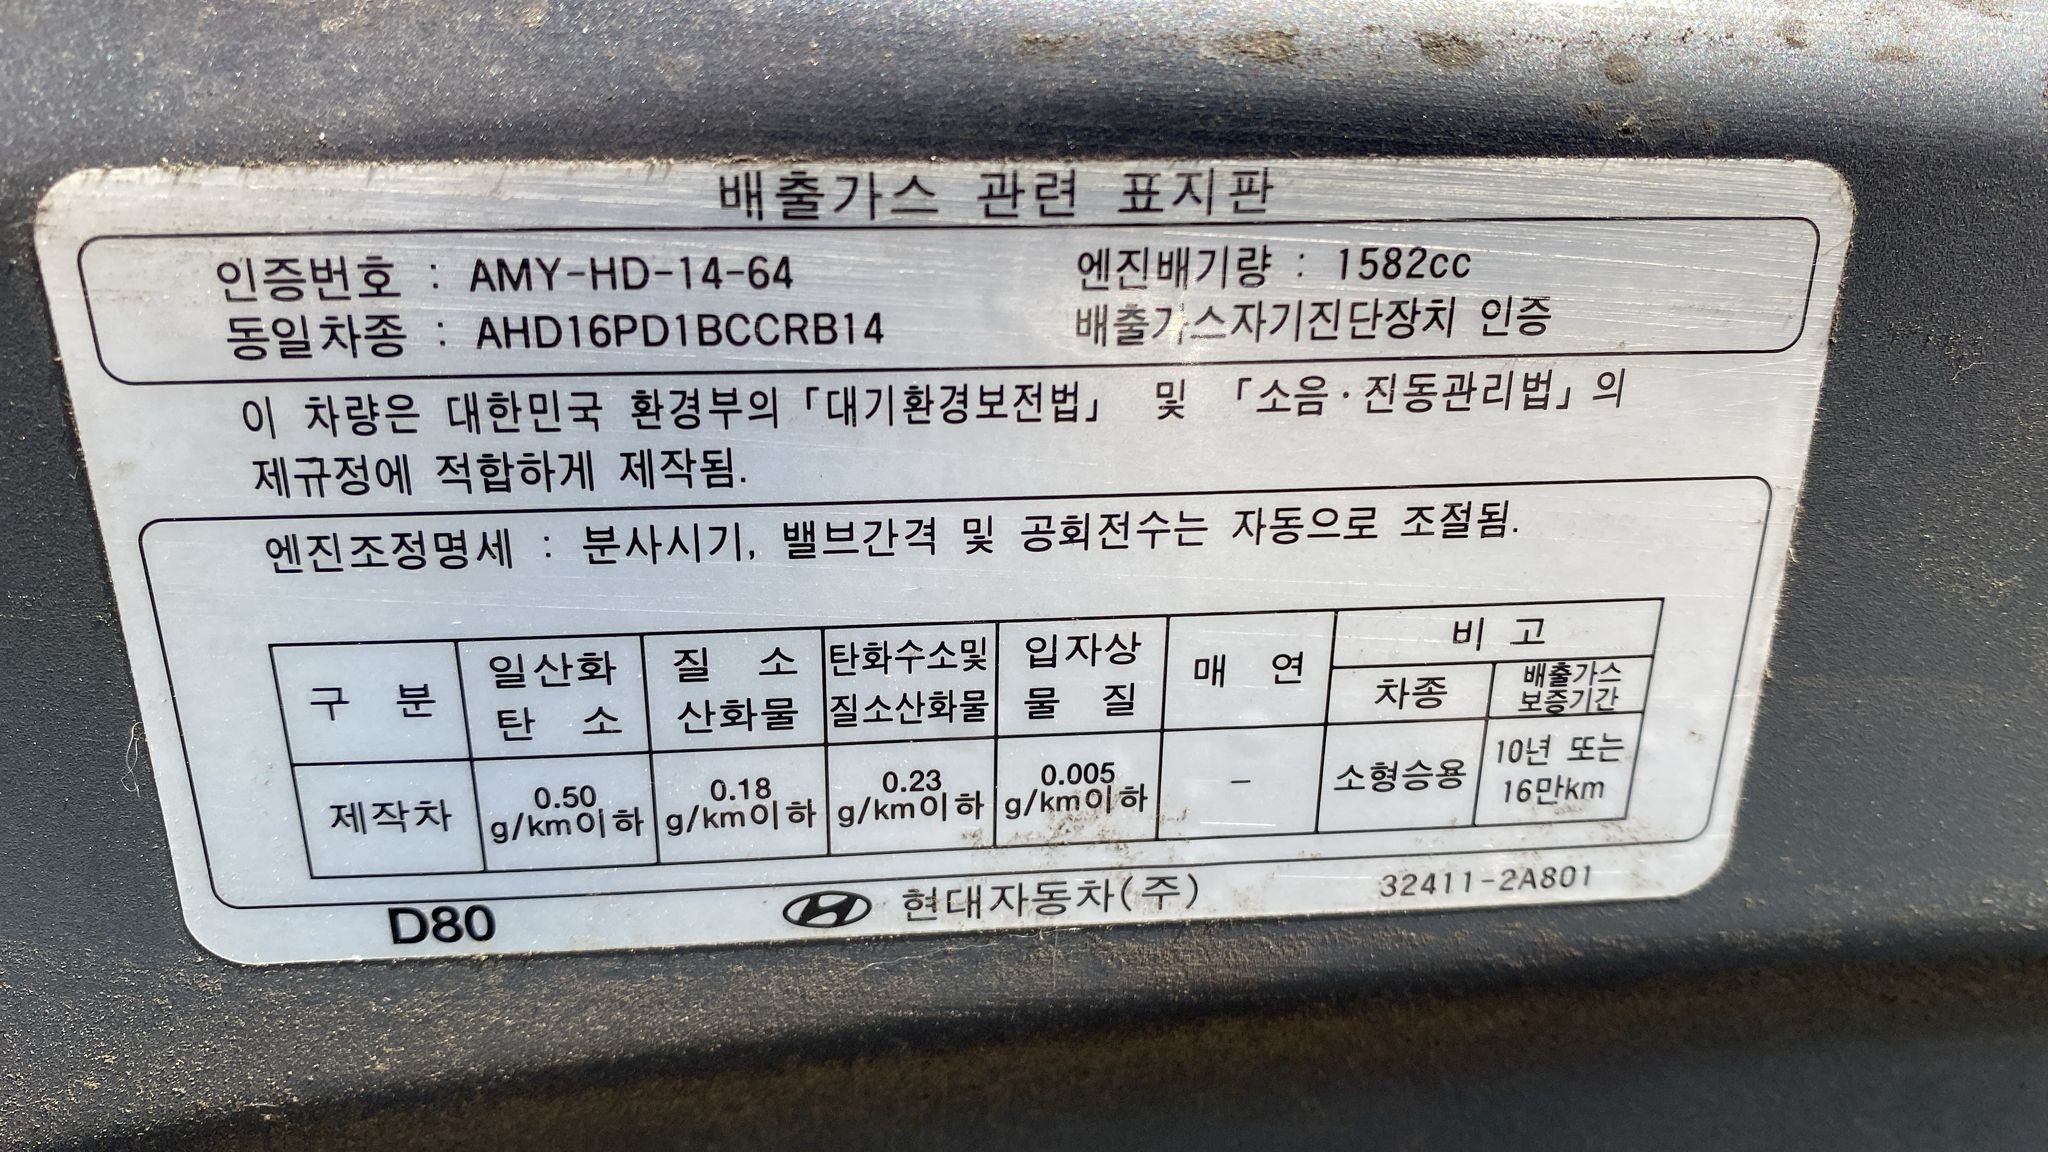 배출가스 관련 표지판
인증번호 : AMY-HD-14-64
엔진배기량 : 1582cc
동일차종 : AHD16PD1BCCRB14
배출가스자기진단장치 인증
이 차량은 대한민국 환경부의 「대기환경보전법」 및 「소음·진동관리법」의
제규정에 적합하게 제작됨.
엔진조정명세 : 분사시기, 밸브간격 및 공회전수는 자동으로 조절됨.
구 분
일산화
탄 소
질 소
산화물
탄화수소및
질소산화물
입자상
물 질
매 연
비 고
차종
배출가스
보증기간
제작차
0.50
g/km이하
0.18
g/km이하
0.23
g/km이하
0.005
g/km이하
–
소형승용
10년 또는
16만km
D80
현대자동차(주)
32411-2A801